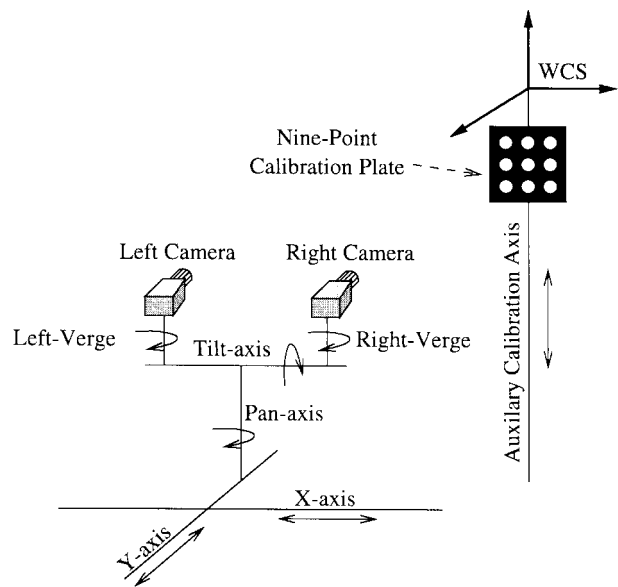 WCS
Nine-Point
Calibration Plate
Left Camera
Right Camera
Left-Verge
Tilt-axis
Right-Verge
Auxilary Calibration Axis
Pan-axis
X-axis
Y-axis